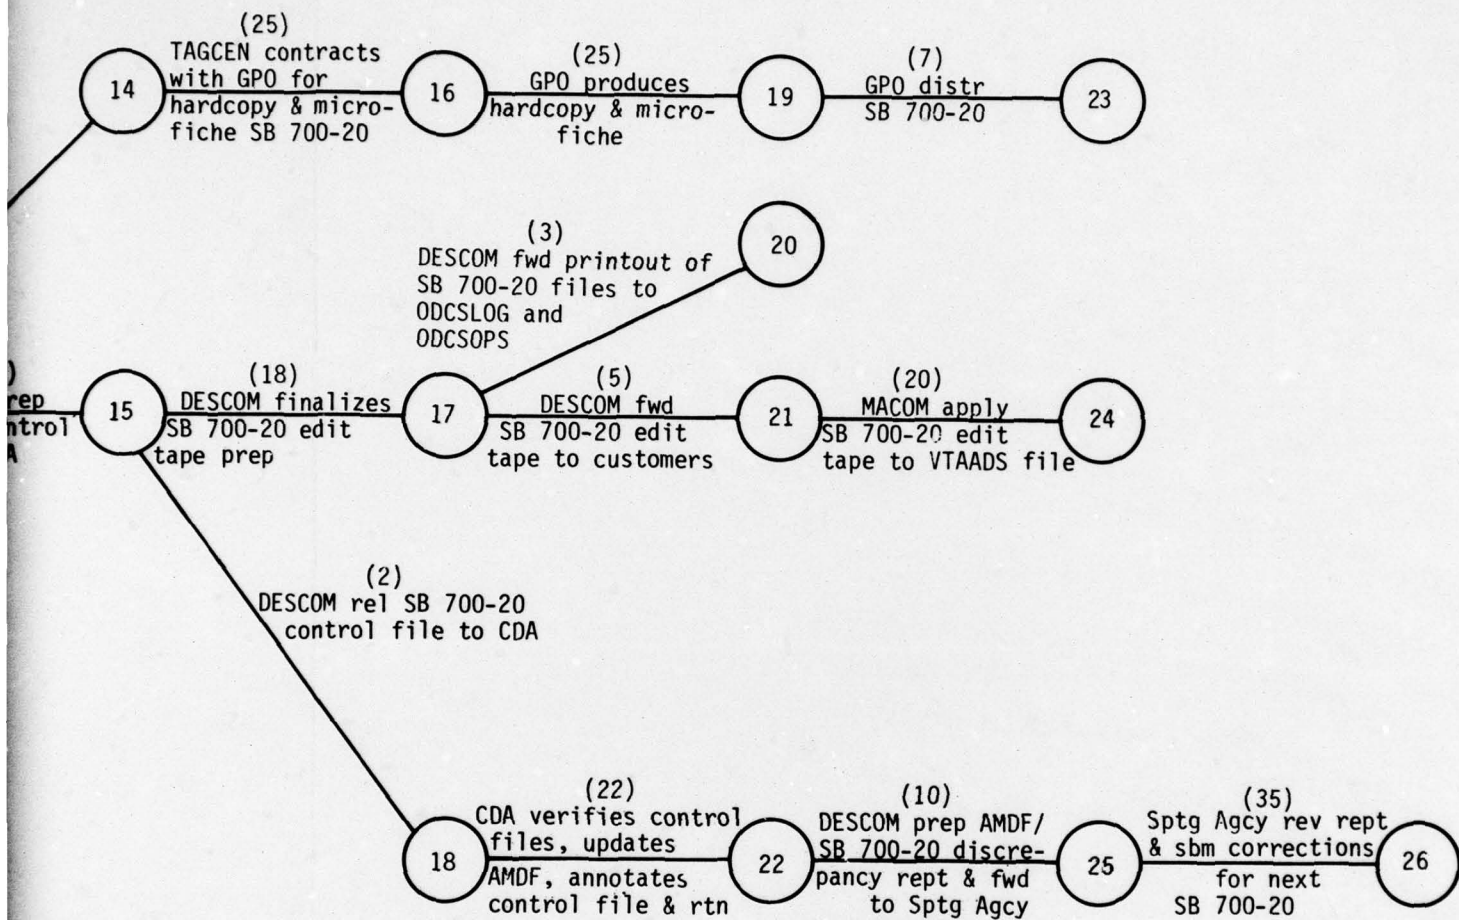 (25)
TAGCEN contracts
with GPO for
hardcopy & micro-
fiche SB 700-20
14
16
(25)
GPO produces
hardcopy & micro-
fiche
19
(7)
GPO distr
SB 700-20
23
(3)
DESCOM fwd printout of
SB 700-20 files to
ODCSLOG and
ODCSOPS
20
)
rep
ntrol
A
15
(18)
DESCOM finalizes
SB 700-20 edit
tape prep
17
(5)
DESCOM fwd
SB 700-20 edit
tape to customers
21
(20)
MACOM apply
SB 700-20 edit
tape to VTAADS file
24
(2)
DESCOM rel SB 700-20
control file to CDA
18
(22)
CDA verifies control
files, updates
AMDF, annotates
control file & rtn
22
(10)
DESCOM prep AMDF/
SB 700-20 discre-
pancy rept & fwd
to Sptg Agcy
25
(35)
Sptg Agcy rev rept
& sbm corrections
for next
SB 700-20
26